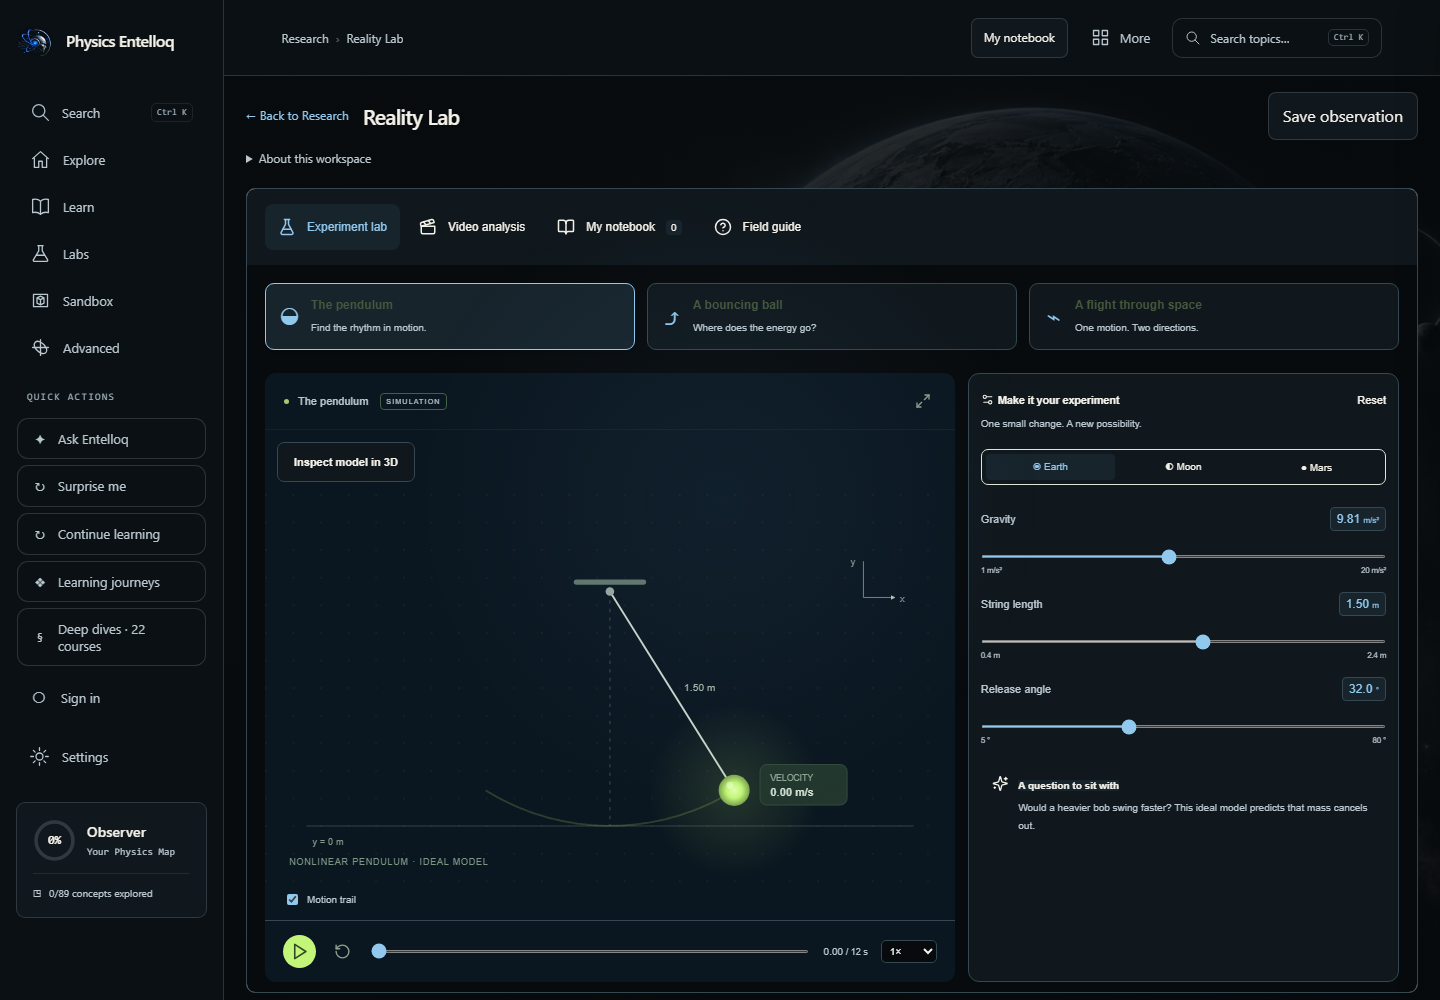 Physics Entelloq
Research › Reality Lab
My notebook
More
Search topics...
Ctrl K
Search
Ctrl K
Explore
Learn
Labs
Sandbox
Advanced
QUICK ACTIONS
Ask Entelloq
Surprise me
Continue learning
Learning journeys
§ Deep dives · 22
courses
Sign in
Settings
0%
Observer
Your Physics Map
0/89 concepts explored
← Back to Research
Reality Lab
Save observation
▶ About this workspace
Experiment lab
Video analysis
My notebook 0
Field guide
The pendulum
Find the rhythm in motion.
A bouncing ball
Where does the energy go?
A flight through space
One motion. Two directions.
The pendulum
SIMULATION
Inspect model in 3D
y
x
1.50 m
VELOCITY
0.00 m/s
y = 0 m
NONLINEAR PENDULUM · IDEAL MODEL
Motion trail
0.00 / 12 s
1×
Make it your experiment
Reset
One small change. A new possibility.
Earth
Moon
Mars
Gravity
9.81 m/s²
1 m/s²
20 m/s²
String length
1.50 m
0.4 m
2.4 m
Release angle
32.0 °
5 °
80 °
A question to sit with
Would a heavier bob swing faster? This ideal model predicts that mass cancels
out.